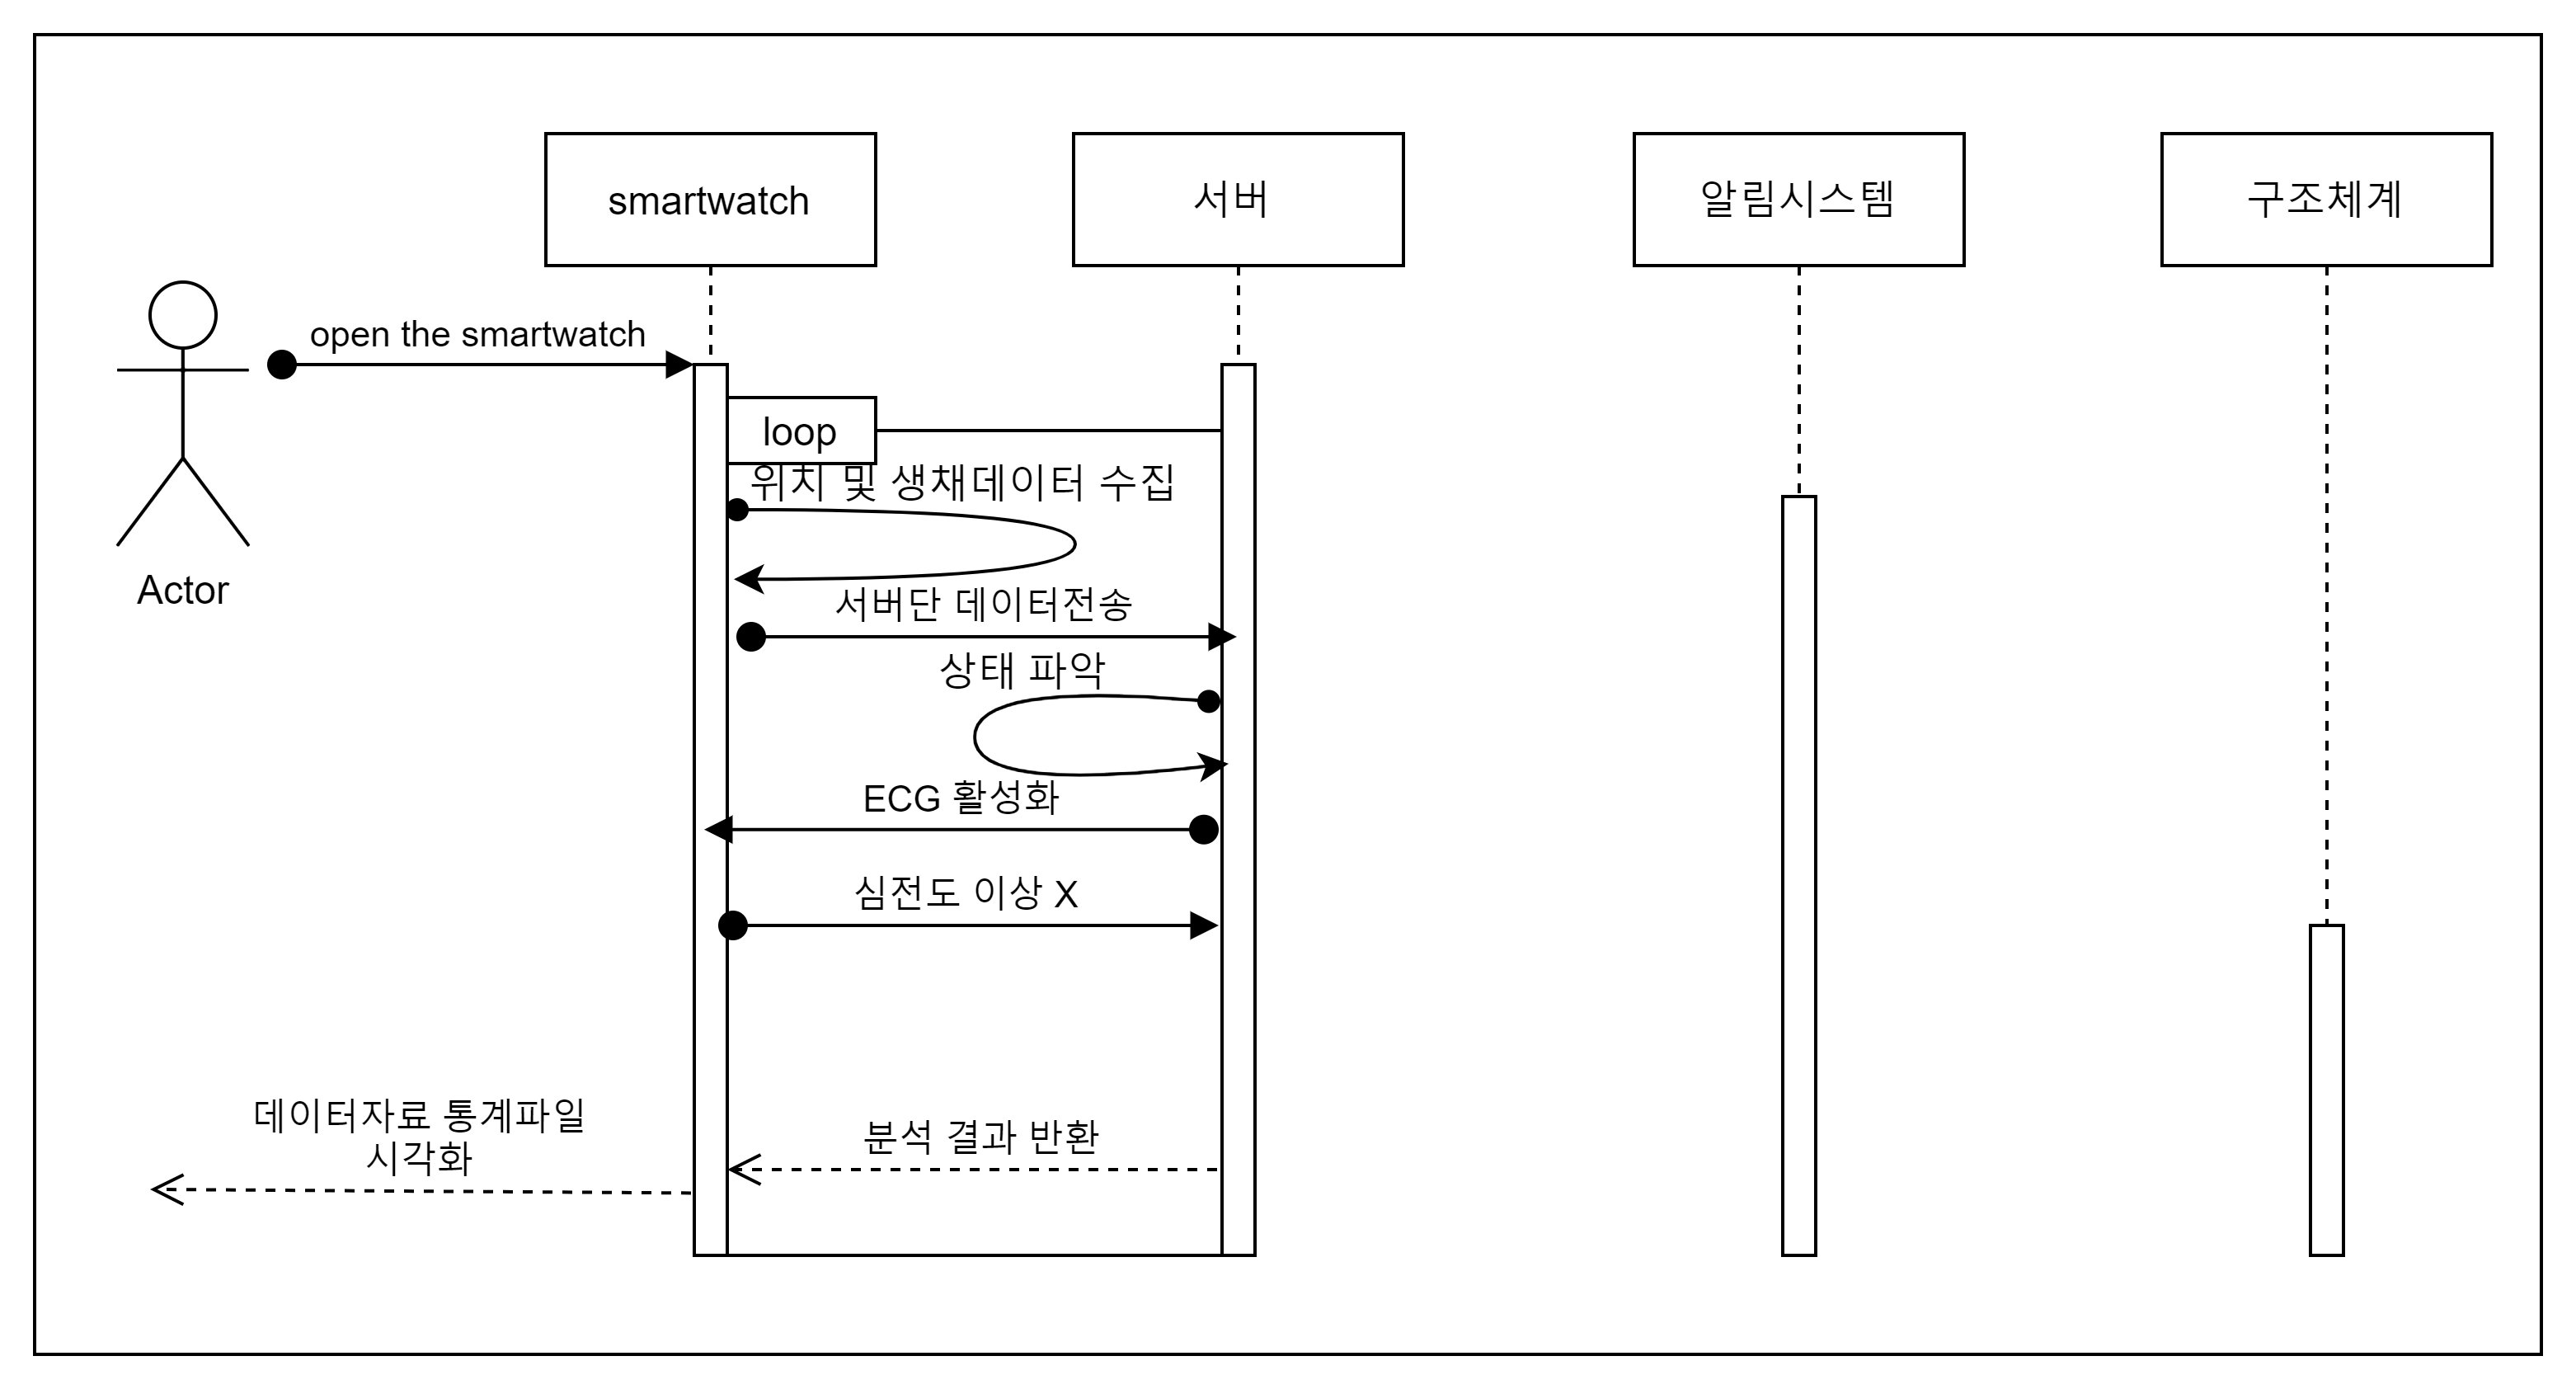 smartwatch
서버
알림시스템
구조체계
open the smartwatch
loop
위치 및 생채데이터 수집
Actor
서버단 데이터전송
상태 파악
ECG 활성화
심전도 이상 X
데이터자료 통계파일
시각화
분석 결과 반환